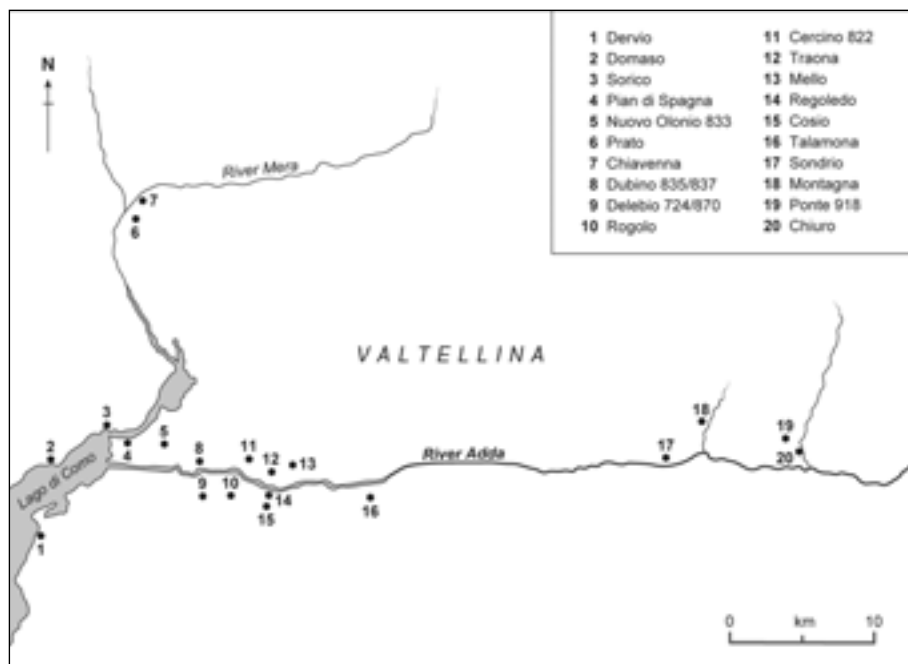 1 Dervio
2 Domaso
3 Sorico
4 Pian di Spagna
5 Nuovo Olonio 833
6 Prato
7 Chiavenna
8 Dubino 835/837
9 Delebio 724/870
10 Rogolo
11 Cercino 822
12 Traona
13 Mello
14 Regoledo
15 Cosio
16 Talamona
17 Sondrio
18 Montagna
19 Ponte 918
20 Chiuro
N
River Mera
7
6
VALTELLINA
3
2
4
5
8
11
12
13
River Adda
17
18
19
20
Lago di Como
9
10
14
15
16
1
0 km 10